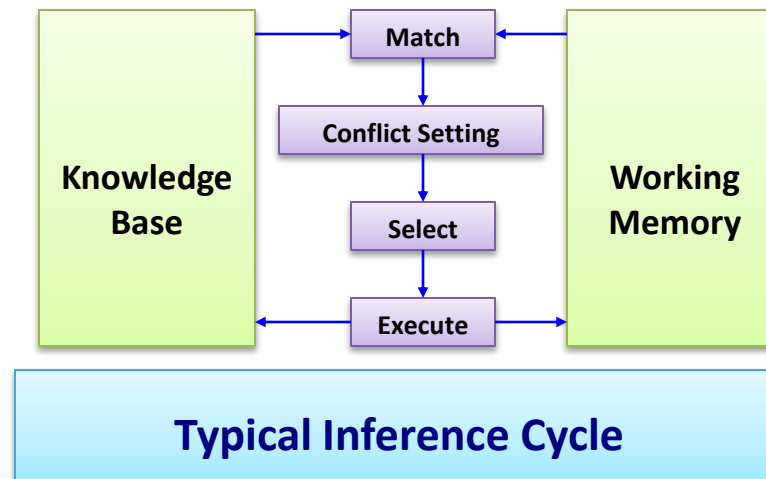 Match
Conflict Setting
Knowledge
Base
Working
Memory
Select
Execute
Typical Inference Cycle